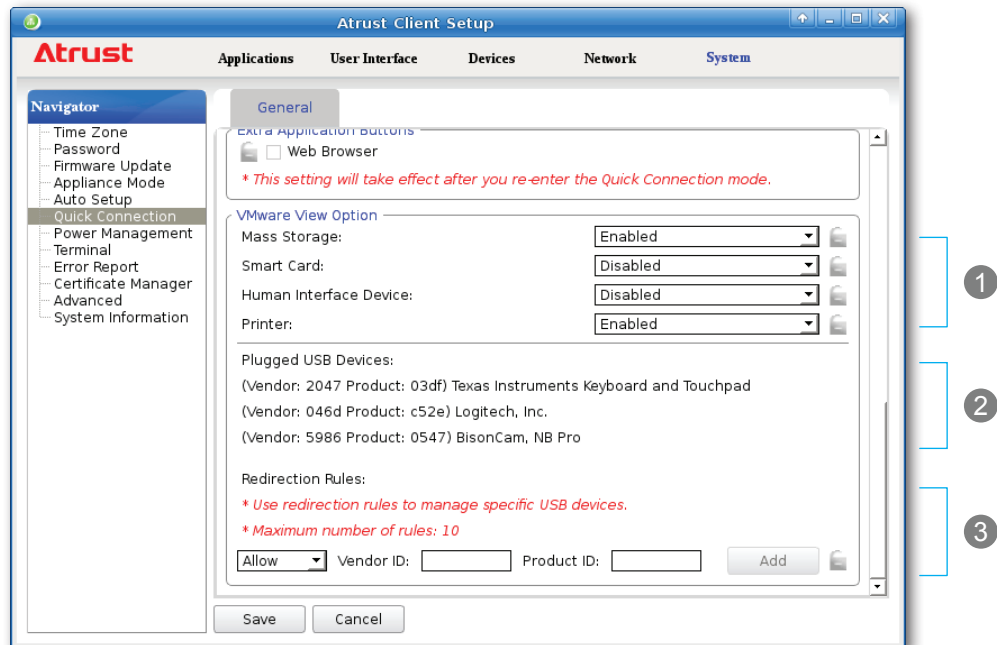 Atrust Client Setup
Atrust
Applications User Interface Devices Network System
Navigator
Time Zone
Password
Firmware Update
Appliance Mode
Auto Setup
Quick Connection
Power Management
Terminal
Error Report
Certificate Manager
Advanced
System Information
General
Extra Application Buttons
Web Browser
* This setting will take effect after you re-enter the Quick Connection mode.
VMware View Option
Mass Storage: Enabled
Smart Card: Disabled
Human Interface Device: Disabled
Printer: Enabled
Plugged USB Devices:
(Vendor: 2047 Product: 03df) Texas Instruments Keyboard and Touchpad
(Vendor: 046d Product: c52e) Logitech, Inc.
(Vendor: 5986 Product: 0547) BisonCam, NB Pro
Redirection Rules:
* Use redirection rules to manage specific USB devices.
* Maximum number of rules: 10
Allow Vendor ID: Product ID: Add
Save Cancel
1
2
3